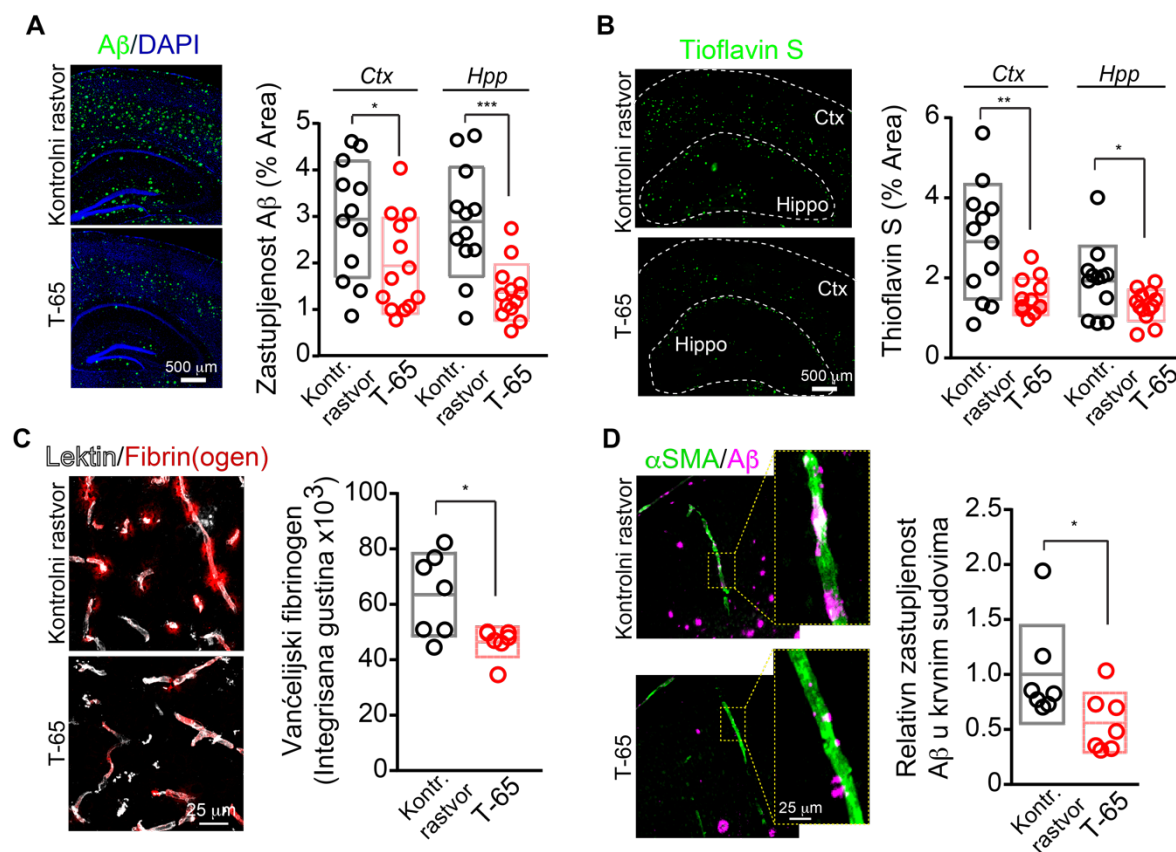 A
Aβ/DAPI
Kontrolni rastvor
T-65
500 μm
Zastupljenost Aβ (% Area)
Ctx
Hpp
*
***
5
4
3
2
1
0
Kontr. rastvor
T-65
Kontr. rastvor
T-65
B
Tioflavin S
Kontrolni rastvor
T-65
Ctx
Hippo
Ctx
Hippo
500 μm
Thioflavin S (% Area)
Ctx
Hpp
**
*
6
4
2
0
Kontr. rastvor
T-65
Kontr. rastvor
T-65
C
Lektin/Fibrin(ogen)
Kontrolni rastvor
T-65
25 μm
Vanćelijski fibrinogen
(Integrisana gustina x10³)
*
100
80
60
40
20
0
Kontr. rastvor
T-65
D
αSMA/Aβ
Kontrolni rastvor
T-65
25 μm
Relativn zastupljenost
Aβ u krvnim sudovima
*
2.5
2.0
1.5
1.0
0.5
0
Kontr. rastvor
T-65